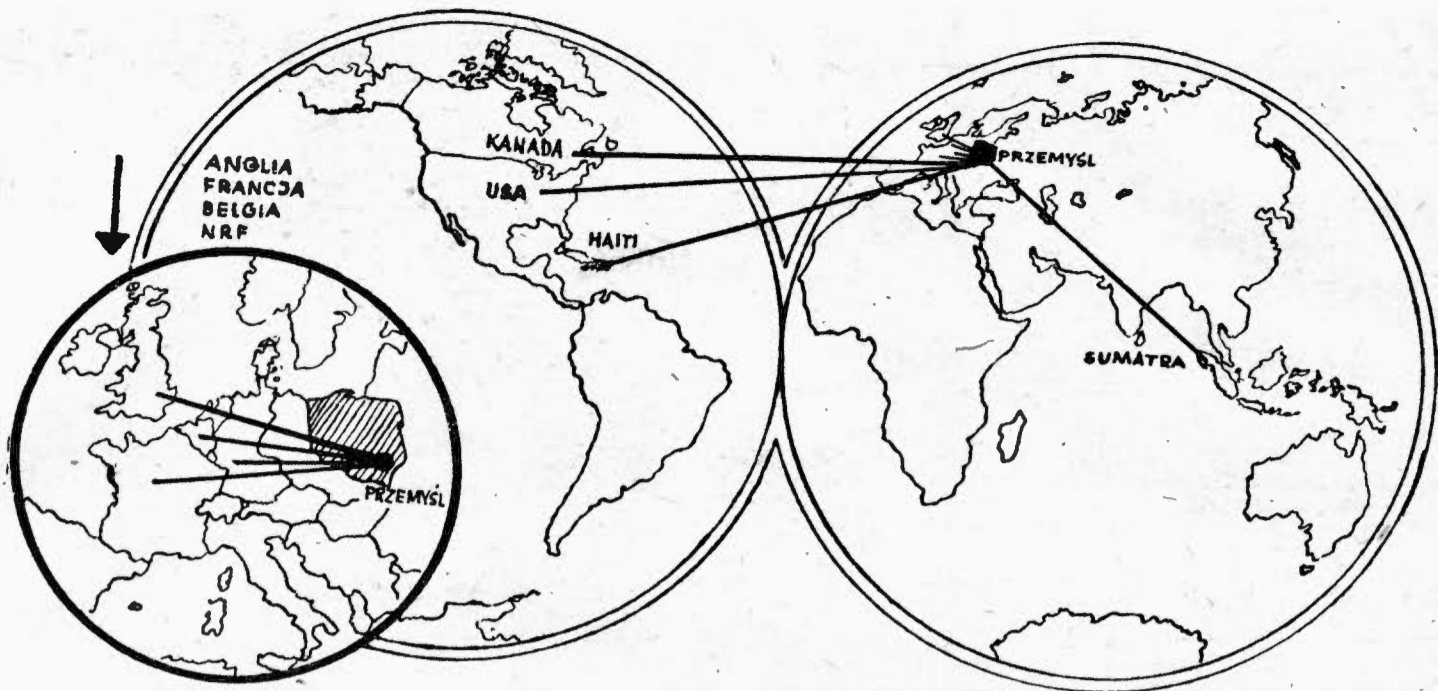 ANGLIA
FRANCJA
BELGIA
NRF
KANADA
USA
HAITI
PRZEMYŚL
SUMATRA
PRZEMYŚL